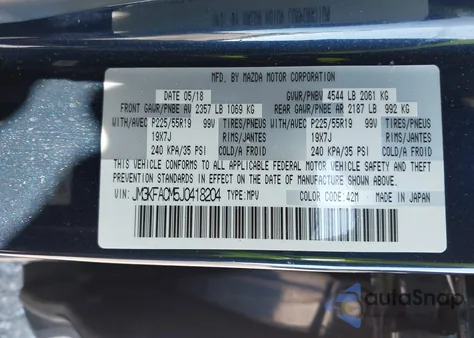 MFD. BY MAZDA MOTOR CORPORATION
DATE 05/18 GVWR/PNBV 4544 LB 2061 KG
FRONT GAWR/PNBE AV 2357 LB 1069 KG REAR GAWR/PNBE AR 2187 LB 992 KG
WITH/AVEC P225/55R19 99V TIRES/PNEUS WITH/AVEC P225/55R19 99V TIRES/PNEUS
19X7J RIMS/JANTES 19X7J RIMS/JANTES
240 KPA/35 PSI COLD/A FROID 240 KPA/35 PSI COLD/A FROID
THIS VEHICLE CONFORMS TO ALL APPLICABLE FEDERAL MOTOR VEHICLE SAFETY AND THEFT
PREVENTION STANDARDS IN EFFECT ON THE DATE OF MANUFACTURE SHOWN ABOVE.
VIN: JM3KFACM5J0418204 TYPE:MPV COLOR CODE:42M MADE IN JAPAN
autoSnap